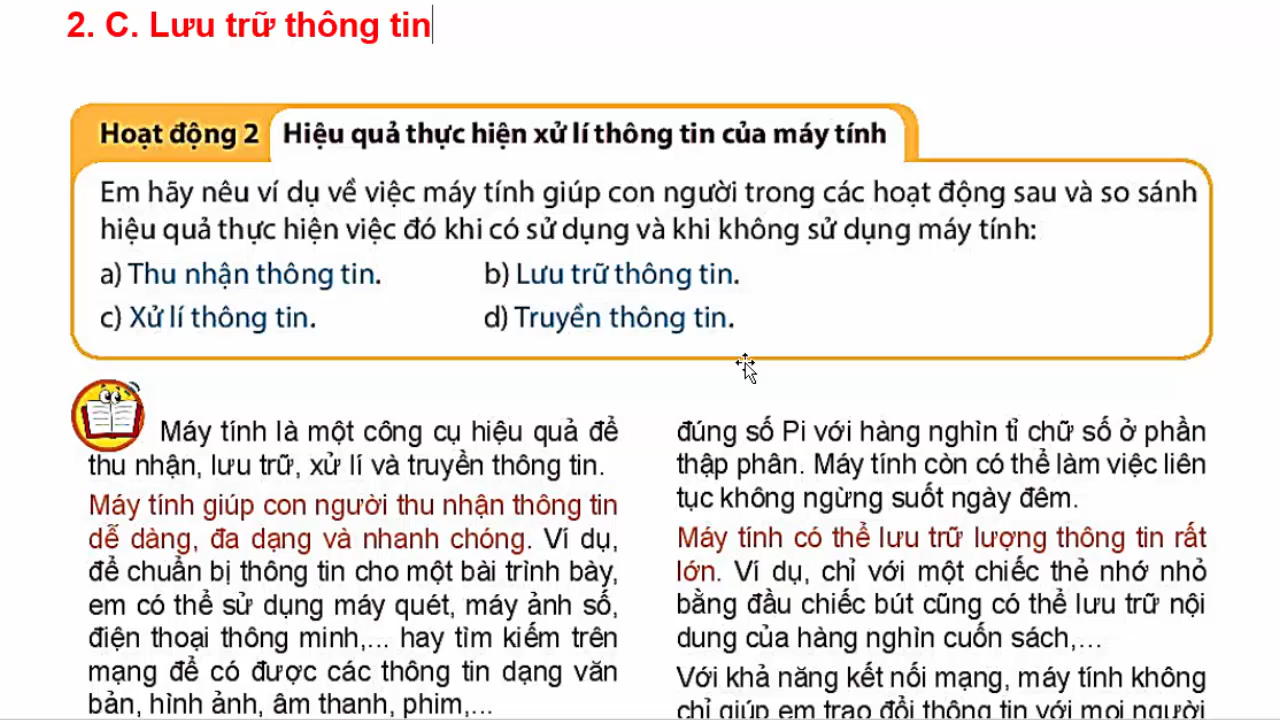 2. C. Lưu trữ thông tin
Hoạt động 2 Hiệu quả thực hiện xử lí thông tin của máy tính
Em hãy nêu ví dụ về việc máy tính giúp con người trong các hoạt động sau và so sánh
hiệu quả thực hiện việc đó khi có sử dụng và khi không sử dụng máy tính:
a) Thu nhận thông tin. b) Lưu trữ thông tin.
c) Xử lí thông tin. d) Truyền thông tin.
Máy tính là một công cụ hiệu quả để
thu nhận, lưu trữ, xử lí và truyền thông tin.
Máy tính giúp con người thu nhận thông tin
dễ dàng, đa dạng và nhanh chóng. Ví dụ,
để chuẩn bị thông tin cho một bài trình bày,
em có thể sử dụng máy quét, máy ảnh số,
điện thoại thông minh,... hay tìm kiếm trên
mạng để có được các thông tin dạng văn
bản, hình ảnh, âm thanh, phim,...
đúng số Pi với hàng nghìn tỉ chữ số ở phần
thập phân. Máy tính còn có thể làm việc liên
tục không ngừng suốt ngày đêm.
Máy tính có thể lưu trữ lượng thông tin rất
lớn. Ví dụ, chỉ với một chiếc thẻ nhớ nhỏ
bằng đầu chiếc bút cũng có thể lưu trữ nội
dung của hàng nghìn cuốn sách,...
Với khả năng kết nối mạng, máy tính không
chỉ giúp em trao đổi thông tin với mọi người